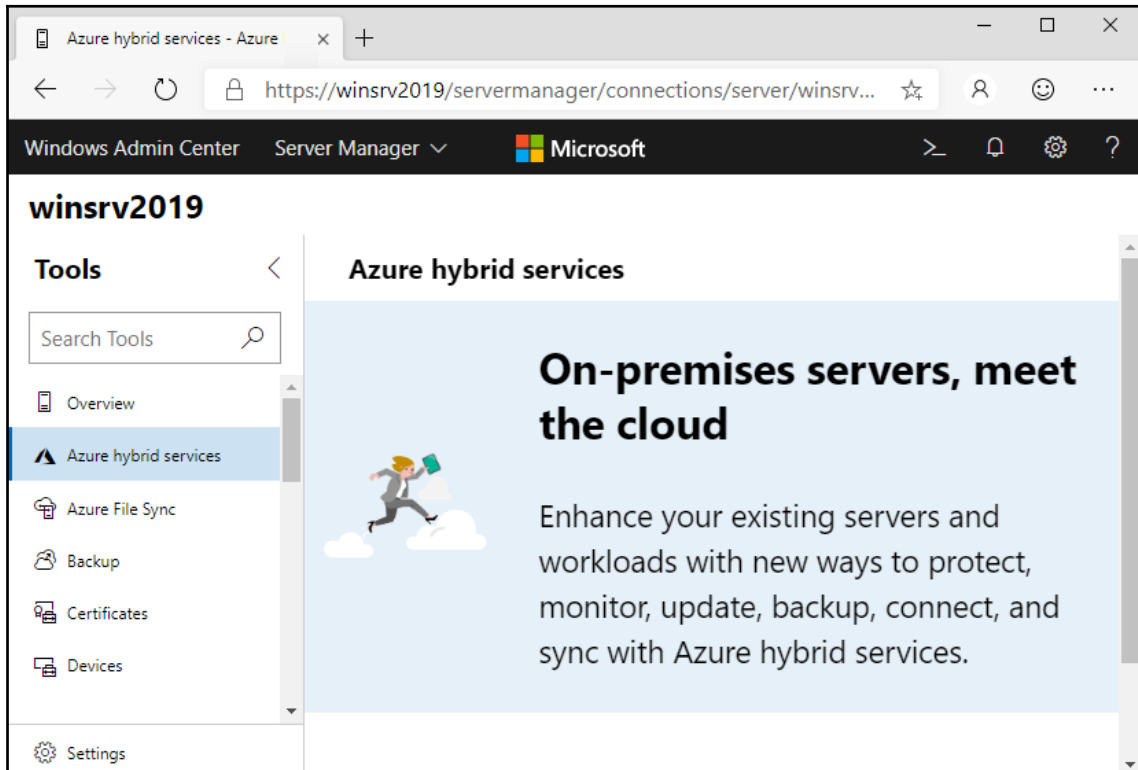 Azure hybrid services - Azure
https://winsrv2019/servermanager/connections/server/winsrv...
Windows Admin Center Server Manager Microsoft ?
winsrv2019
Tools
Azure hybrid services
Search Tools
On-premises servers, meet
the cloud
Overview
Azure hybrid services
Azure File Sync
Backup
Certificates
Devices
Enhance your existing servers and
workloads with new ways to protect,
monitor, update, backup, connect, and
sync with Azure hybrid services.
Settings